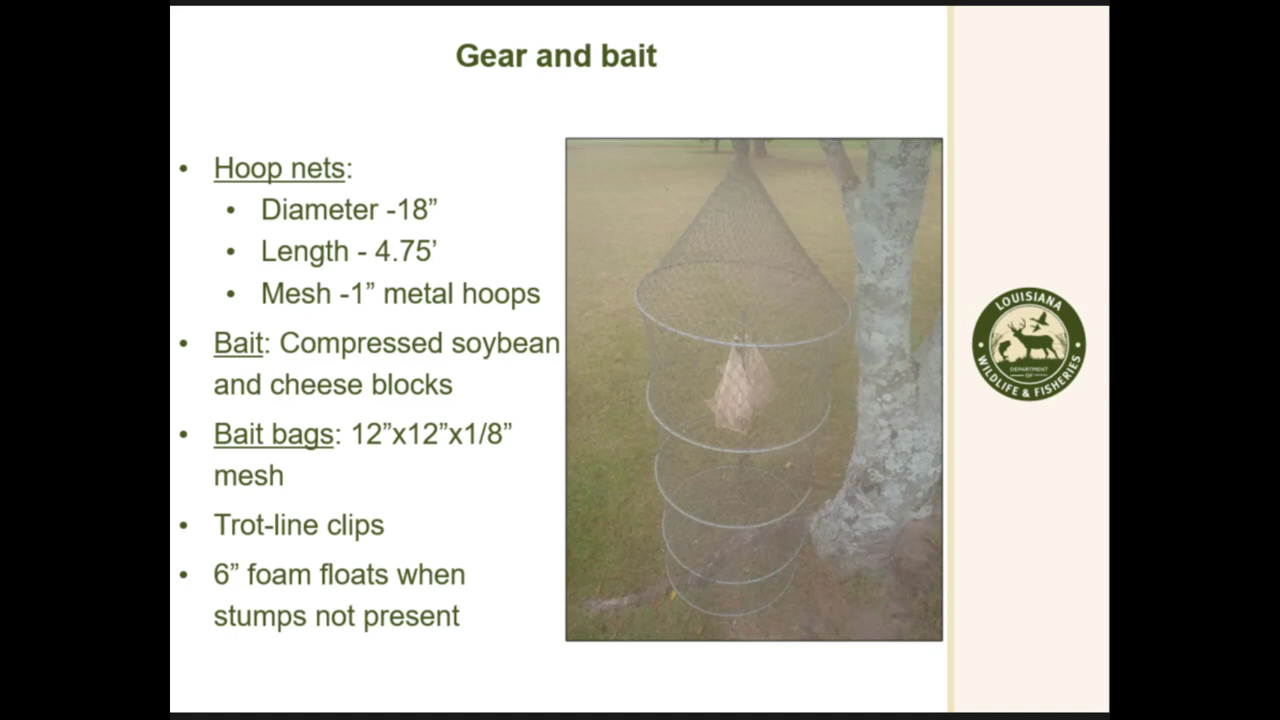 Gear and bait
• Hoop nets:
• Diameter -18”
• Length - 4.75’
• Mesh -1” metal hoops
• Bait: Compressed soybean
and cheese blocks
• Bait bags: 12”x12”x1/8”
mesh
• Trot-line clips
• 6” foam floats when
stumps not present
LOUISIANA
DEPARTMENT
OF
WILDLIFE & FISHERIES